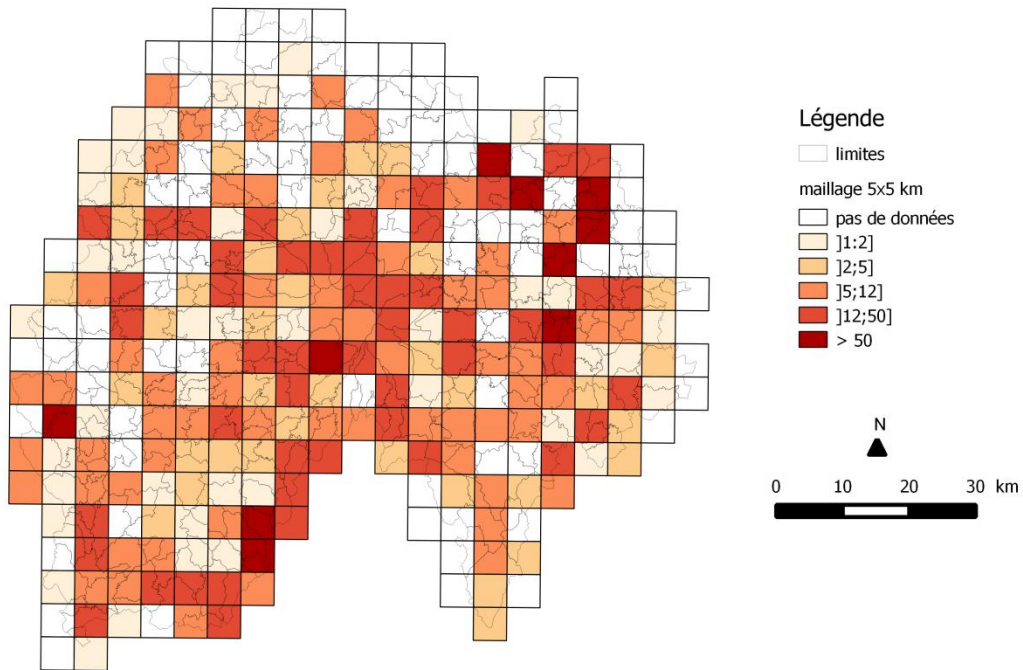 Légende
limites
maillage 5x5 km
pas de données
]1:2]
]2;5]
]5;12]
]12;50]
> 50
N
0 10 20 30 km